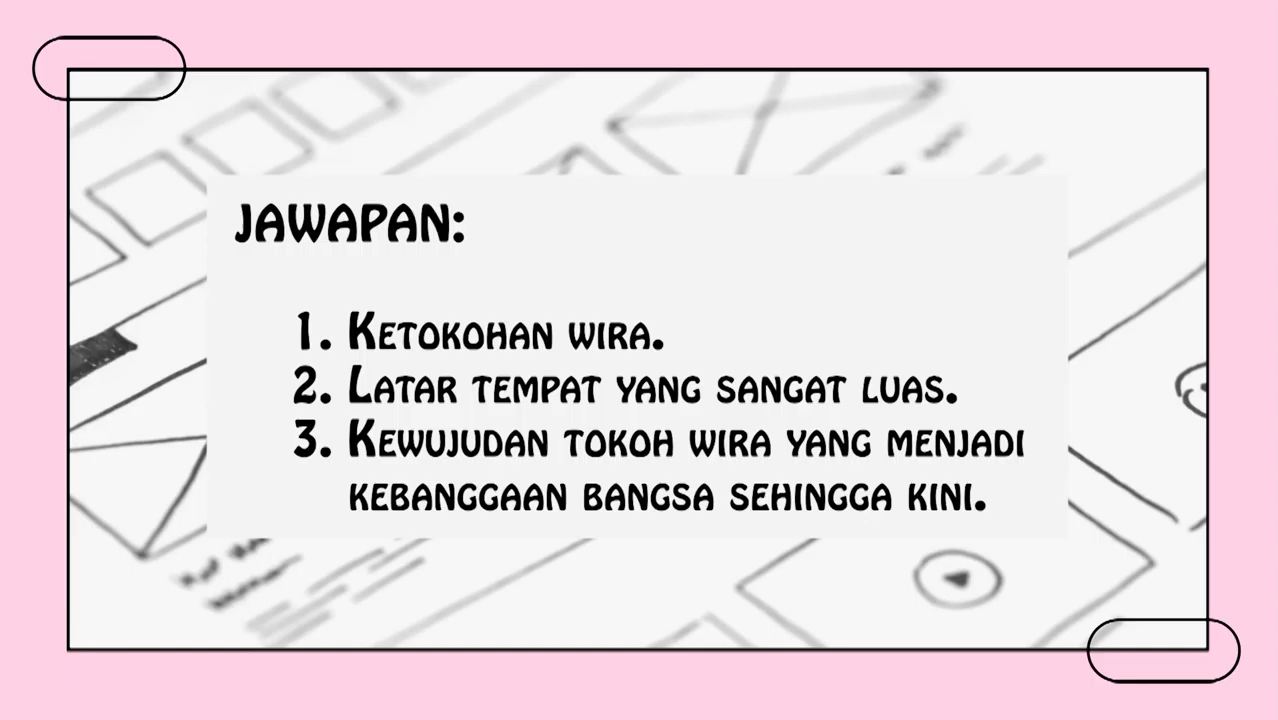 JAWAPAN:
1. Ketokohan wira.
2. Latar tempat yang sangat luas.
3. Kewujudan tokoh wira yang menjadi
kebanggaan bangsa sehingga kini.